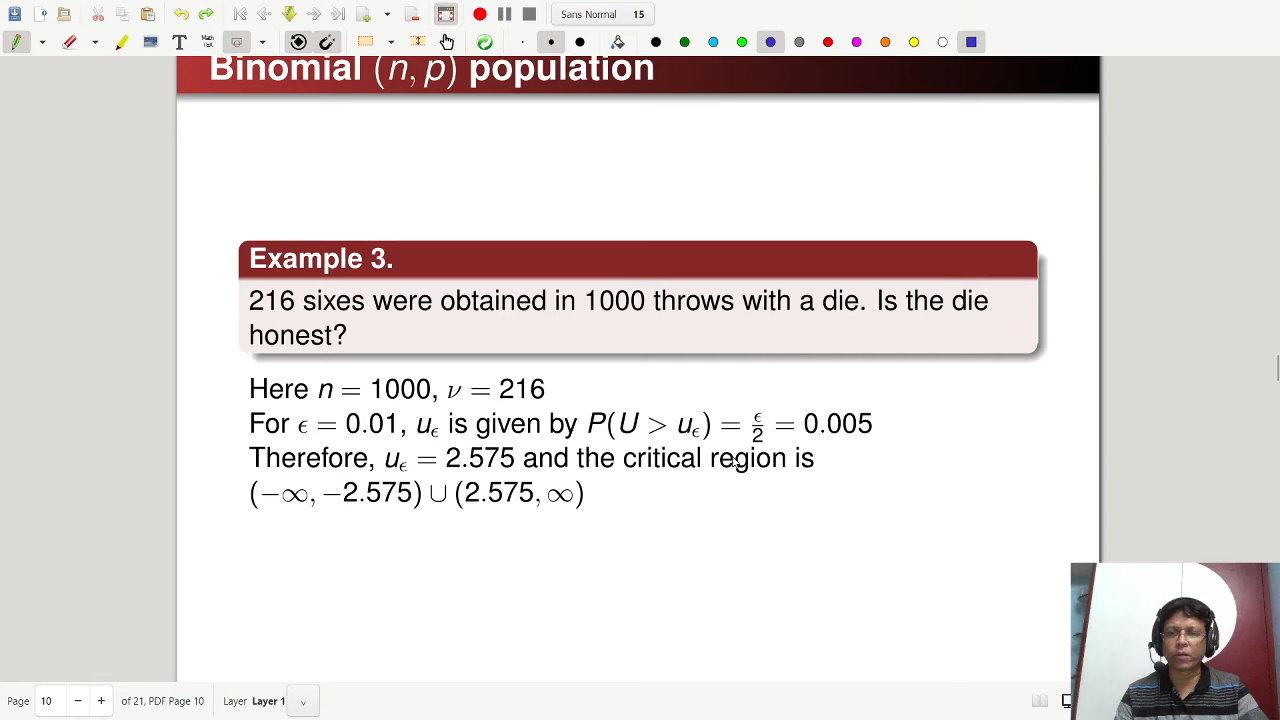 Sans Normal 15
Binomial (n, p) population
Example 3.
216 sixes were obtained in 1000 throws with a die. Is the die
honest?
Here n = 1000, ν = 216
For ϵ = 0.01, uϵ is given by P(U > uϵ) = ϵ/2 = 0.005
Therefore, uϵ = 2.575 and the critical region is
(−∞, −2.575) ∪ (2.575, ∞)
Page 10 − + of 21, PDF Page 10 Layer Layer 1 v